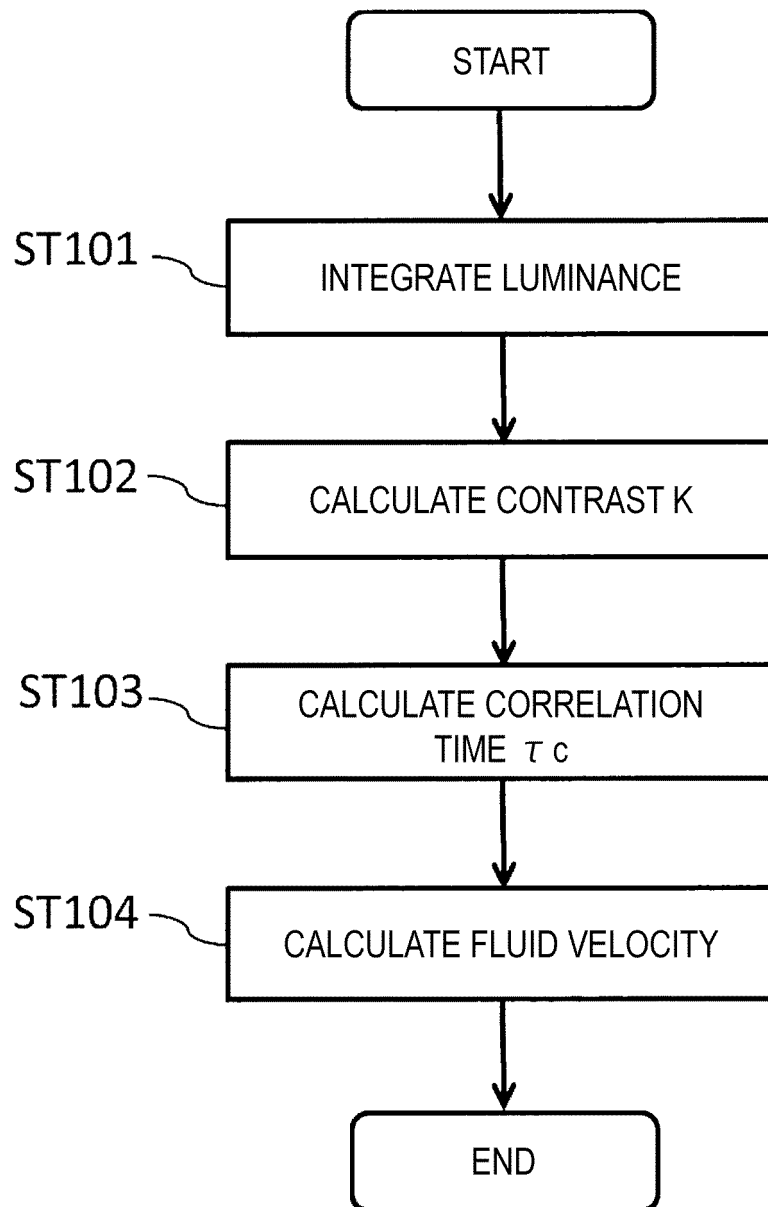 START
ST101
INTEGRATE LUMINANCE
ST102
CALCULATE CONTRAST K
ST103
CALCULATE CORRELATION
TIME τ c
ST104
CALCULATE FLUID VELOCITY
END